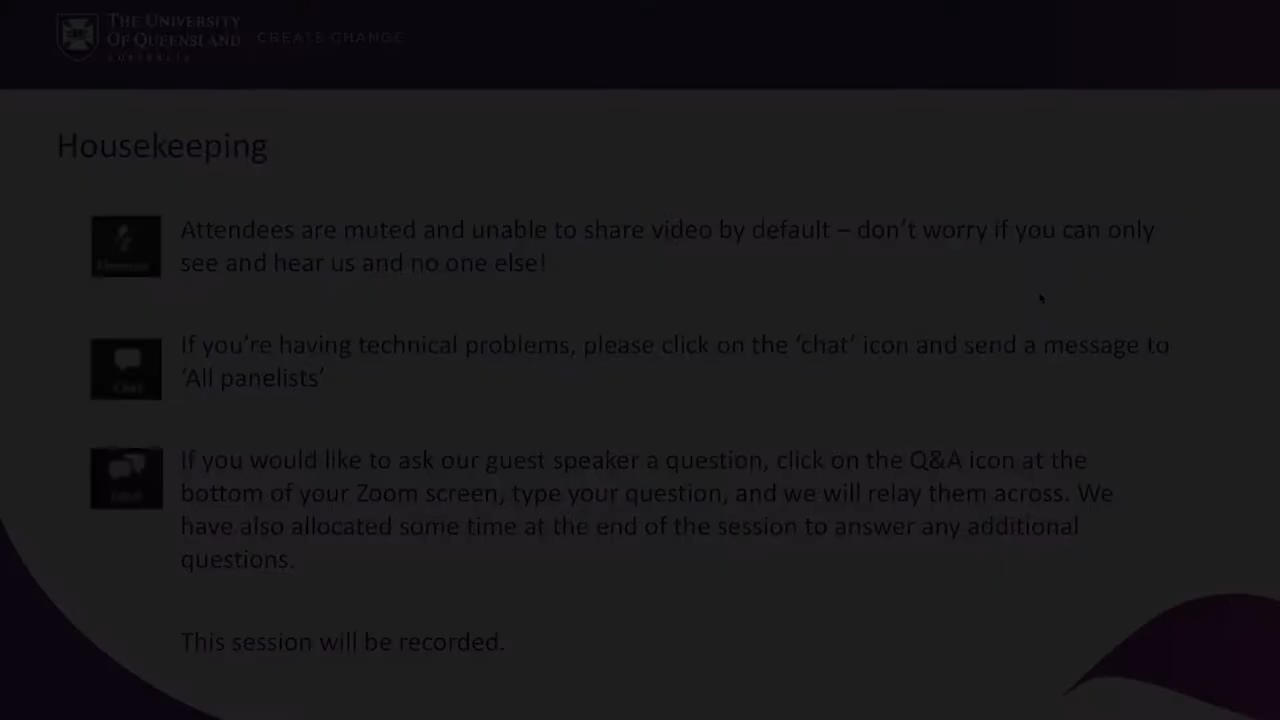 THE UNIVERSITY
OF QUEENSLAND
AUSTRALIA
CREATE CHANGE
Housekeeping
Attendees are muted and unable to share video by default – don’t worry if you can only
see and hear us and no one else!
If you’re having technical problems, please click on the ‘chat’ icon and send a message to
‘All panelists’
Chat
If you would like to ask our guest speaker a question, click on the Q&A icon at the
bottom of your Zoom screen, type your question, and we will relay them across. We
have also allocated some time at the end of the session to answer any additional
questions.
This session will be recorded.